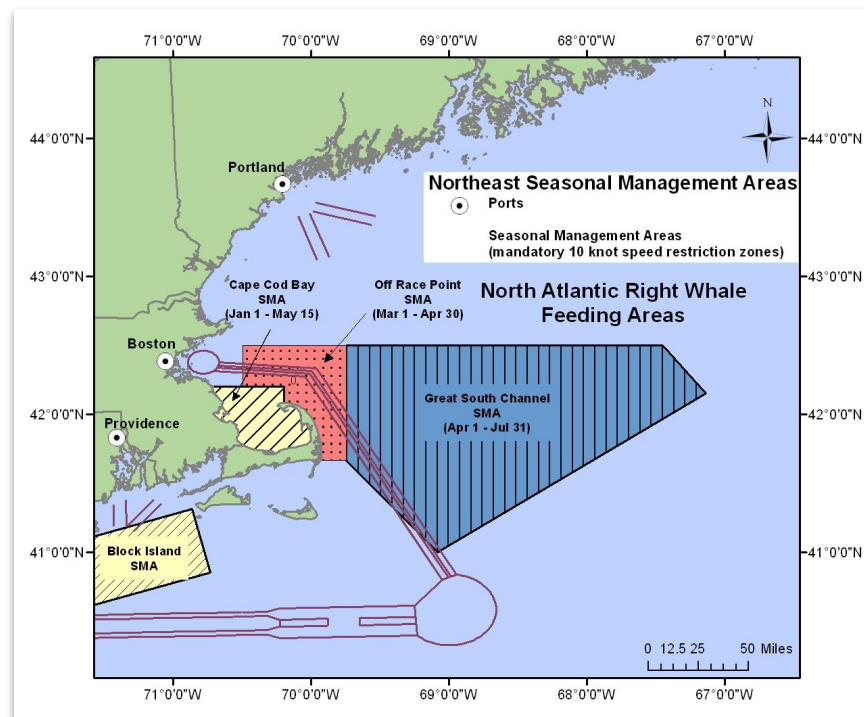 71°0'0"W
70°0'0"W
69°0'0"W
68°0'0"W
67°0'0"W
N
44°0'0"N
44°0'0"N
Portland
Northeast Seasonal Management Areas
Ports
Seasonal Management Areas
(mandatory 10 knot speed restriction zones)
43°0'0"N
43°0'0"N
Cape Cod Bay
SMA
(Jan 1 - May 15)
Off Race Point
SMA
(Mar 1 - Apr 30)
North Atlantic Right Whale
Feeding Areas
Boston
0
42°0'0"N
42°0'0"N
Great South Channel
SMA
(Apr 1 - Jul 31)
Providence
41°0'0"N
41°0'0"N
Block Island
SMA
0 12.5 25 50 Miles
71°0'0"W
70°0'0"W
69°0'0"W
68°0'0"W
67°0'0"W